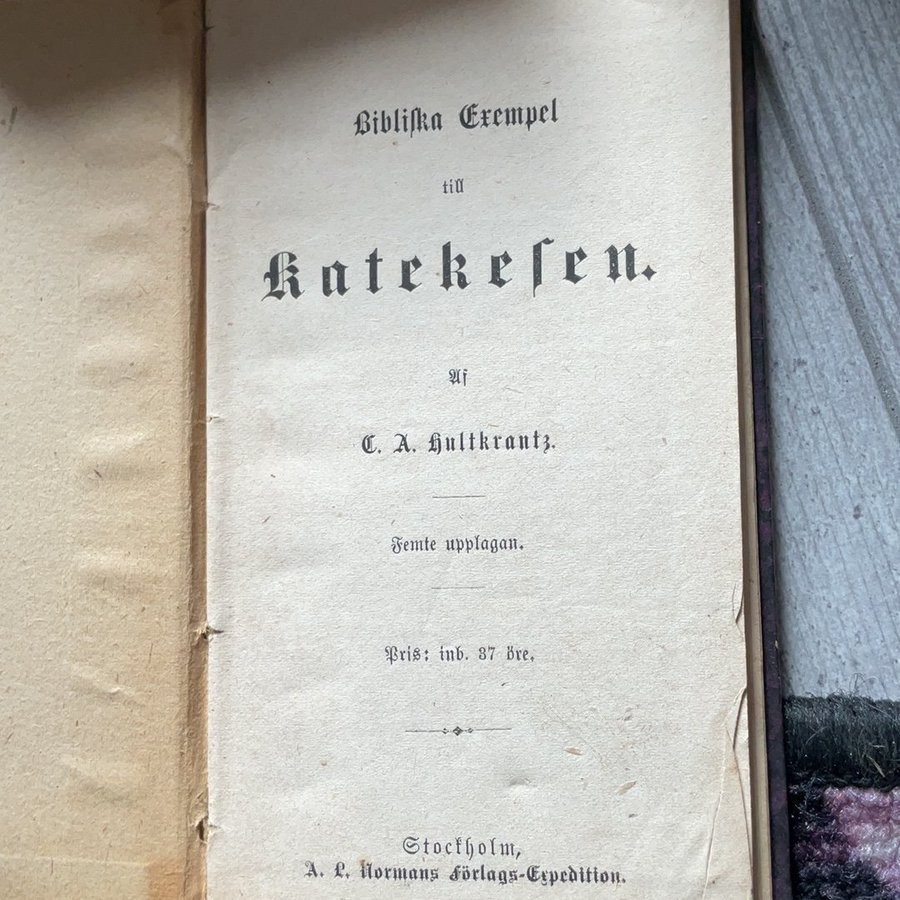 Bibliska Exempel
till
Katekesen.
Af
C. A. Hultkrantz.
Femte upplagan.
Pris: inb. 37 öre.
Stockholm,
A. L. Normans Förlags-Expedition.